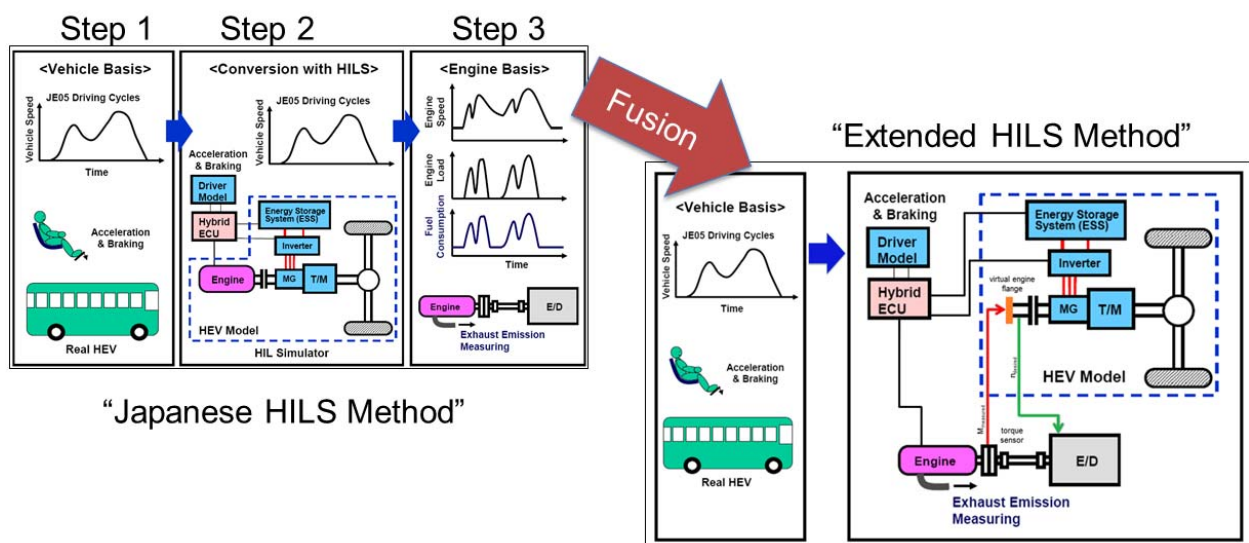 Step 1
Step 2
Step 3
<Vehicle Basis>
JE05 Driving Cycles
Vehicle Speed
Time
Acceleration
& Braking
Real HEV
<Conversion with HILS>
JE05 Driving Cycles
Vehicle Speed
Time
Acceleration
& Braking
Driver
Model
Hybrid
ECU
Energy Storage
System (ESS)
Inverter
Engine
MG
T/M
HEV Model
HIL Simulator
<Engine Basis>
Engine
Speed
Engine
Load
Fuel
Consumption
Time
Engine
E/D
Exhaust Emission
Measuring
"Japanese HILS Method"
Fusion
"Extended HILS Method"
<Vehicle Basis>
JE05 Driving Cycles
Vehicle Speed
Time
Acceleration
& Braking
Real HEV
Acceleration
& Braking
Driver
Model
Hybrid
ECU
Energy Storage
System (ESS)
Inverter
virtual engine
flange
MG
T/M
HEV Model
Mmeasured
torque
sensor
Engine
E/D
Exhaust Emission
Measuring